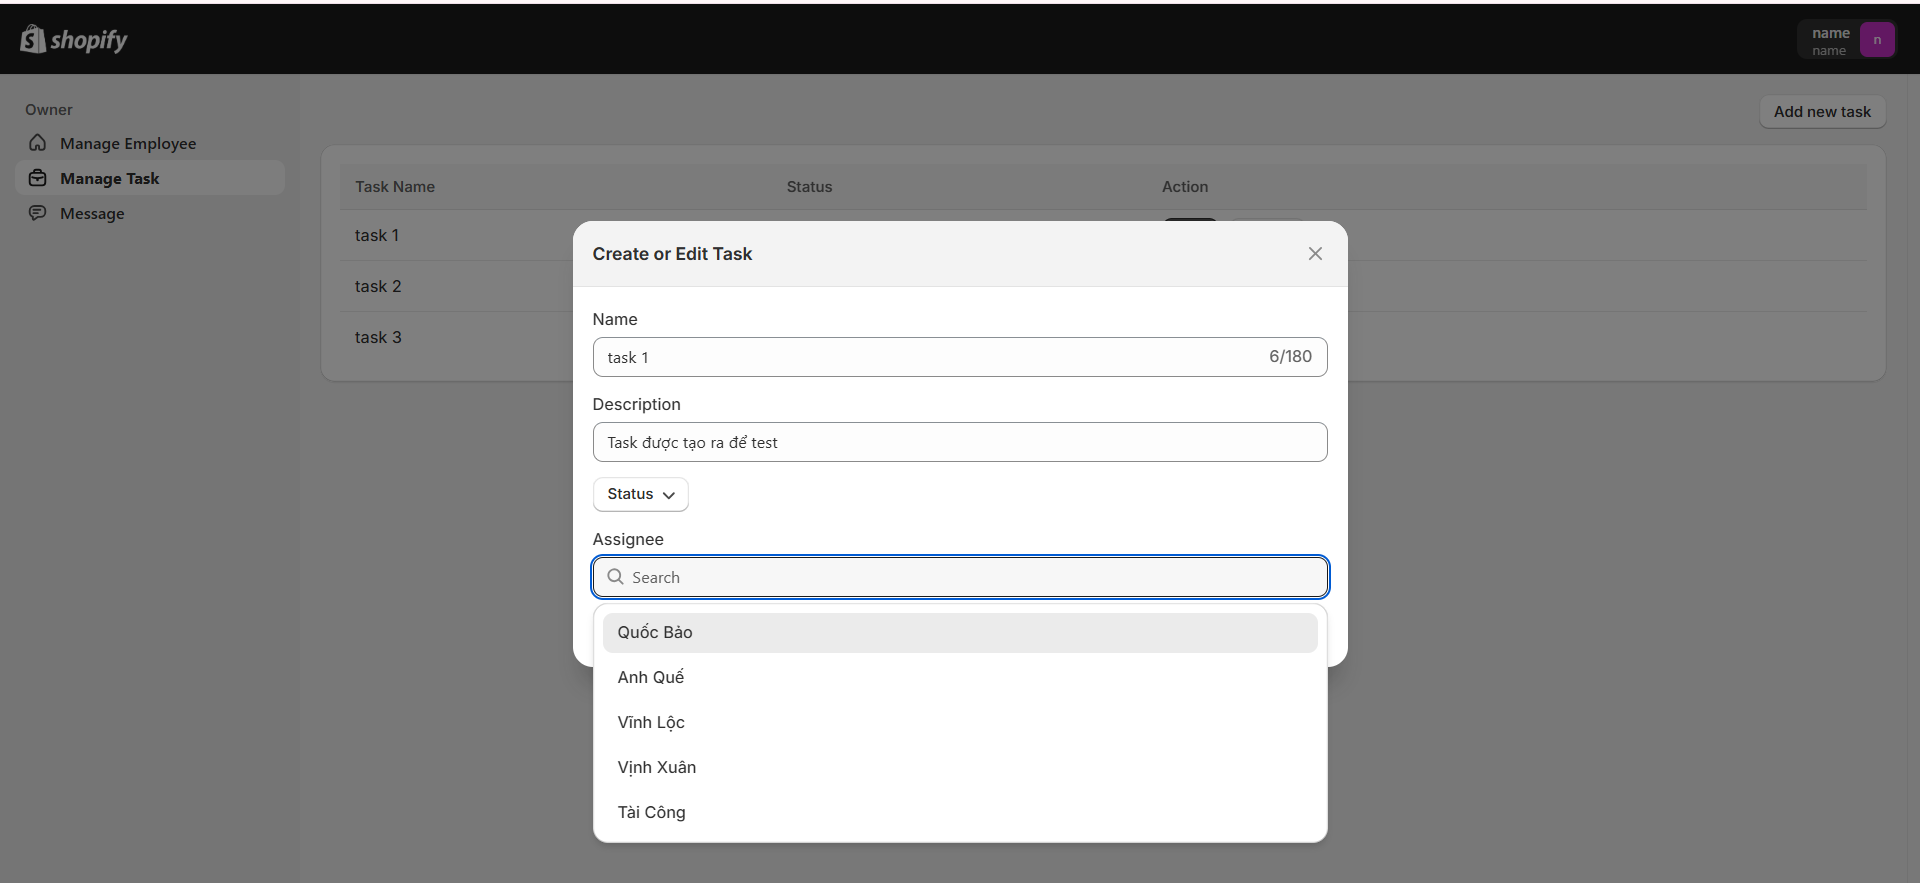 shopify
name
name
n
Owner
Manage Employee
Manage Task
Message
Add new task
Task Name Status Action
task 1
task 2
task 3
Create or Edit Task
Name
task 1 6/180
Description
Task được tạo ra để test
Status
Assignee
Search
Quốc Bảo
Anh Quế
Vĩnh Lộc
Vịnh Xuân
Tài Công